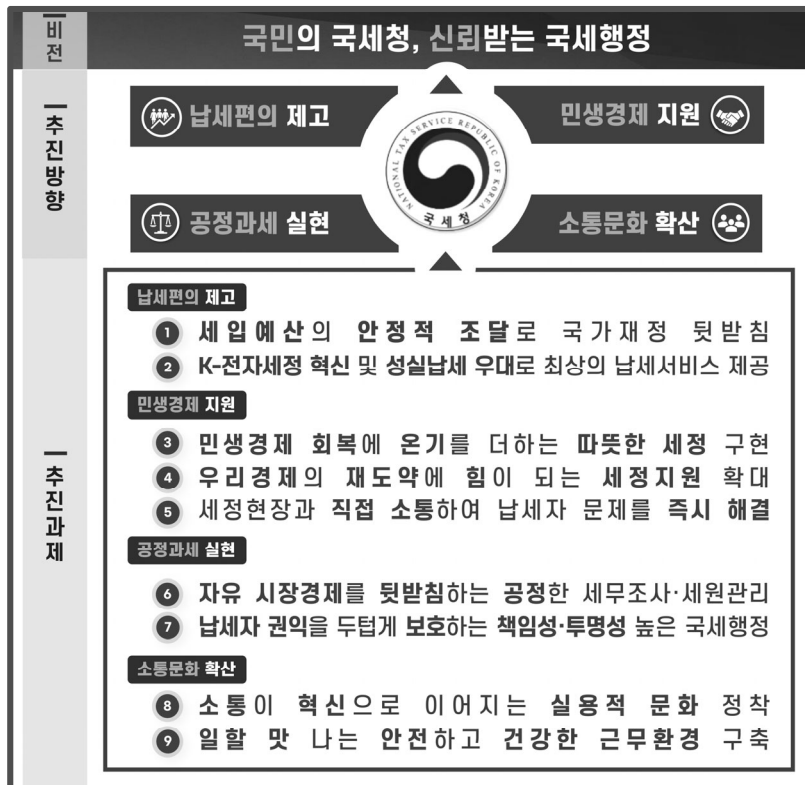 비전
국민의 국세청, 신뢰받는 국세행정
추진방향
납세편의 제고
민생경제 지원
NATIONAL TAX SERVICE REPUBLIC OF KOREA
국세청
공정과세 실현
소통문화 확산
추진과제
납세편의 제고
1 세입예산의 안정적 조달로 국가재정 뒷받침
2 K-전자세정 혁신 및 성실납세 우대로 최상의 납세서비스 제공
민생경제 지원
3 민생경제 회복에 온기를 더하는 따뜻한 세정 구현
4 우리경제의 재도약에 힘이 되는 세정지원 확대
5 세정현장과 직접 소통하여 납세자 문제를 즉시 해결
공정과세 실현
6 자유 시장경제를 뒷받침하는 공정한 세무조사·세원관리
7 납세자 권익을 두텁게 보호하는 책임성·투명성 높은 국세행정
소통문화 확산
8 소통이 혁신으로 이어지는 실용적 문화 정착
9 일할 맛 나는 안전하고 건강한 근무환경 구축